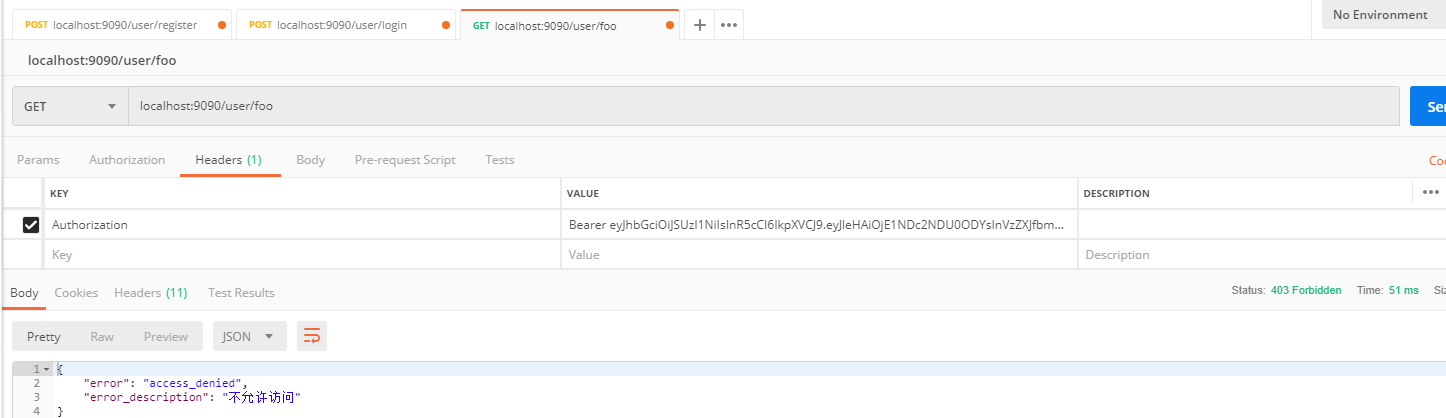 POST localhost:9090/user/register POST localhost:9090/user/login GET localhost:9090/user/foo + ••• No Environment
localhost:9090/user/foo
GET localhost:9090/user/foo Se
Params Authorization Headers (1) Body Pre-request Script Tests Coo
KEY VALUE DESCRIPTION •••
Authorization Bearer eyJhbGciOiJSUzI1NiIsInR5cCI6IkpXVCJ9.eyJleHAiOjE1NDc2NDU0ODYsInVzZXJfbm...
Key Value Description
Body Cookies Headers (11) Test Results Status: 403 Forbidden Time: 51 ms Siz
Pretty Raw Preview JSON
1 {
2 "error": "access_denied",
3 "error_description": "不允许访问"
4 }